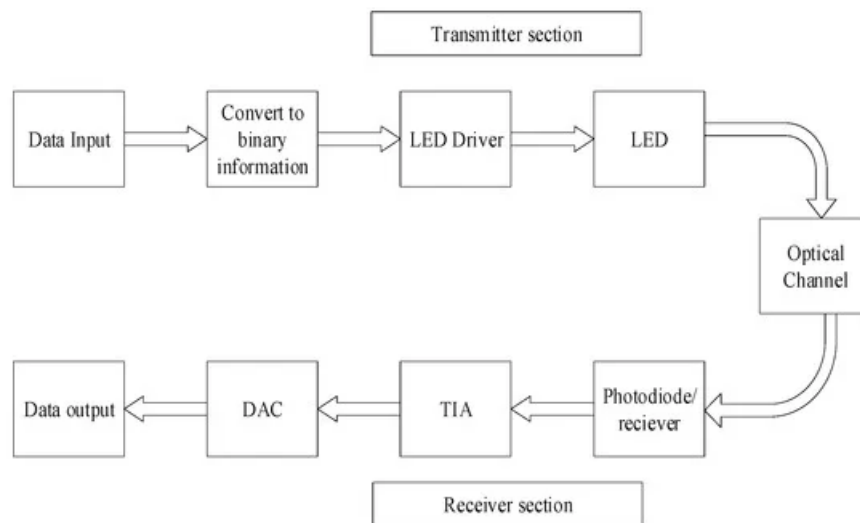 Transmitter section
Data Input
Convert to
binary
information
LED Driver
LED
Optical
Channel
Photodiode/
reciever
TIA
DAC
Data output
Receiver section